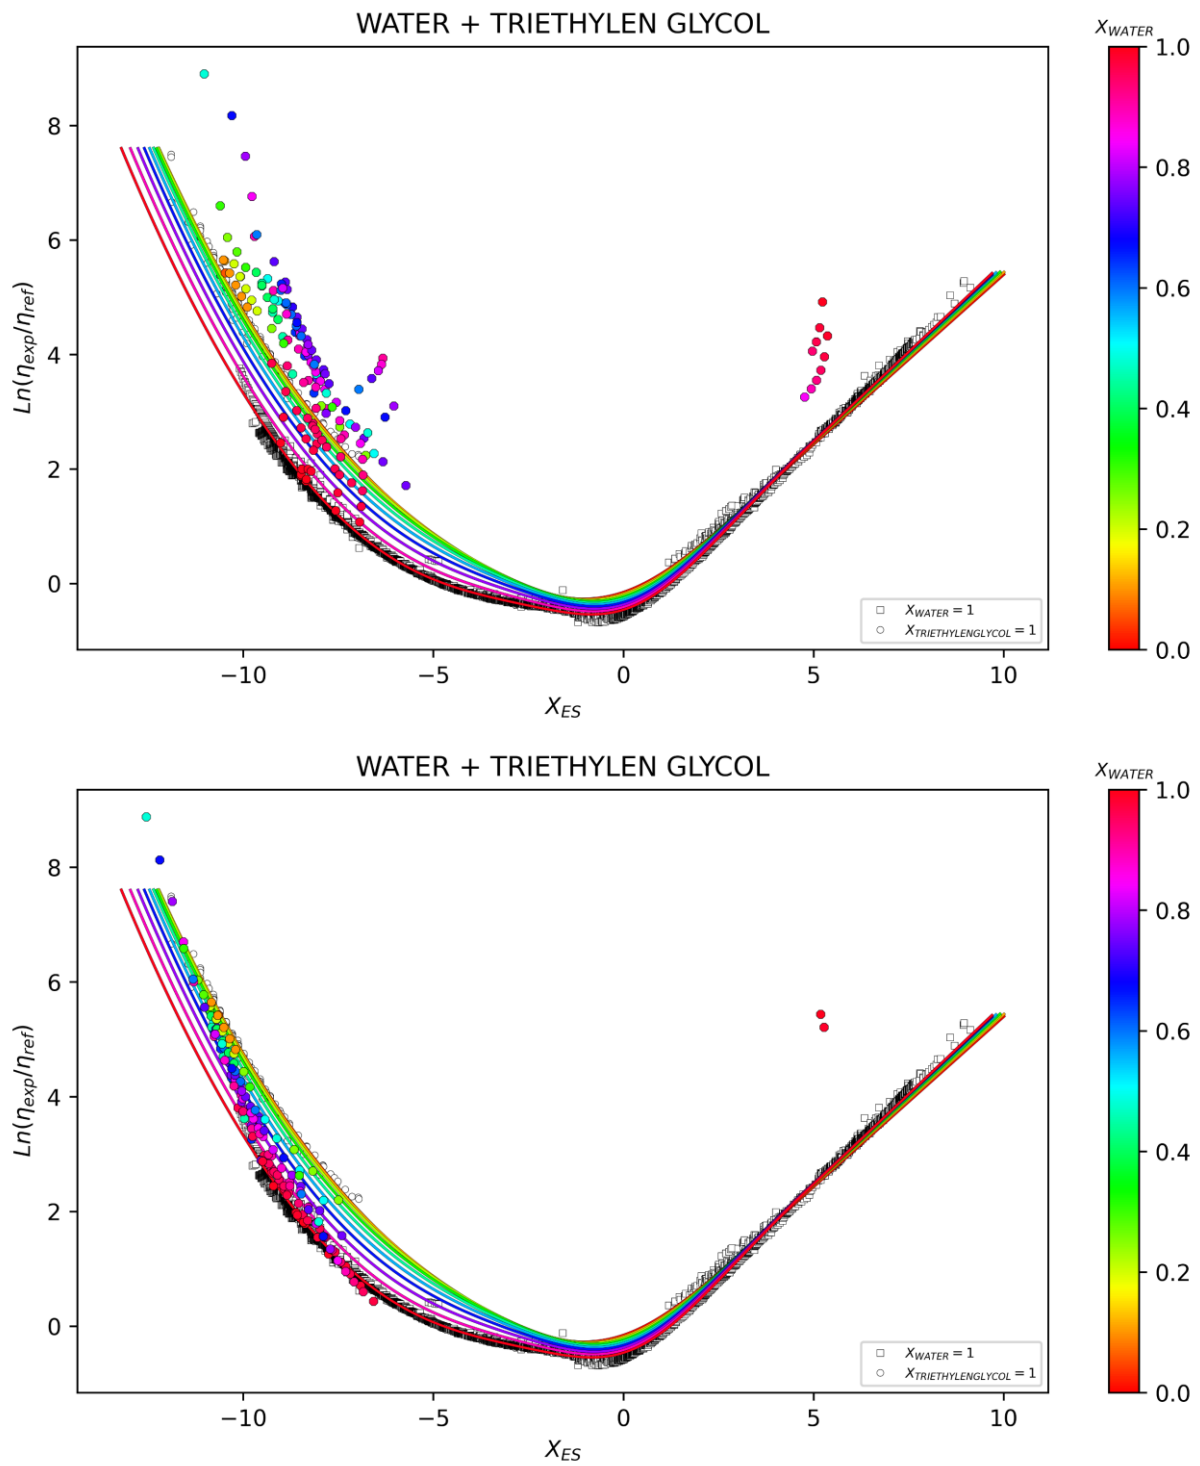 WATER + TRIETHYLEN GLYCOL
X_WATER
Ln(η_exp/η_ref)
8
6
4
2
0
1.0
0.8
0.6
0.4
0.2
0.0
X_WATER = 1
X_TRIETHYLENGLYCOL = 1
−10
−5
0
5
10
X_ES
WATER + TRIETHYLEN GLYCOL
X_WATER
Ln(η_exp/η_ref)
8
6
4
2
0
1.0
0.8
0.6
0.4
0.2
0.0
X_WATER = 1
X_TRIETHYLENGLYCOL = 1
−10
−5
0
5
10
X_ES